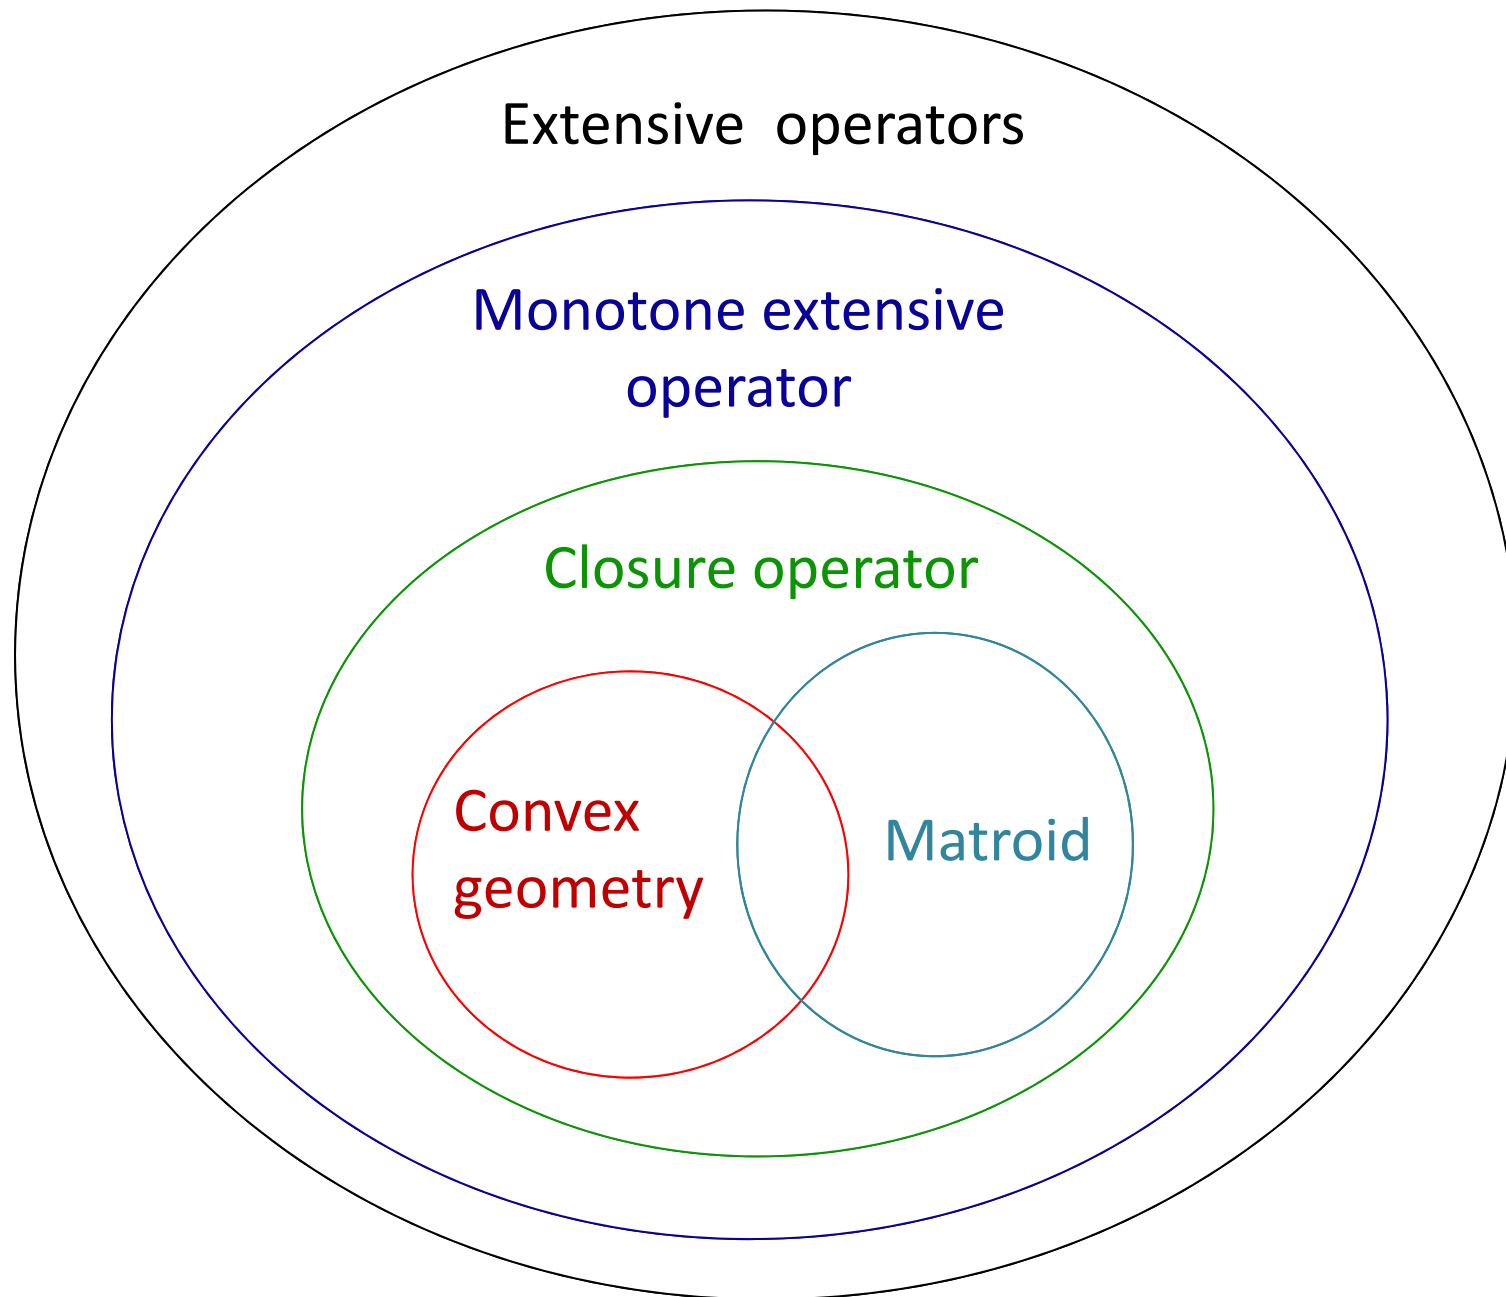 Extensive operators
Monotone extensive
operator
Closure operator
Convex
geometry
Matroid